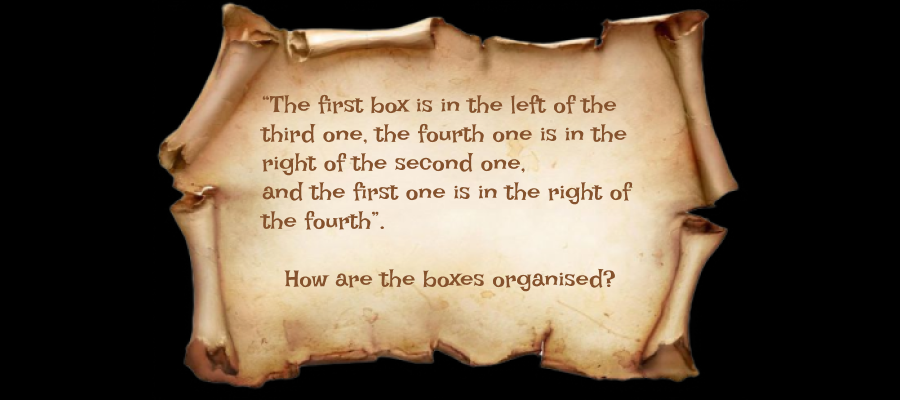 “The first box is in the left of the
third one, the fourth one is in the
right of the second one,
and the first one is in the right of
the fourth”.
How are the boxes organised?